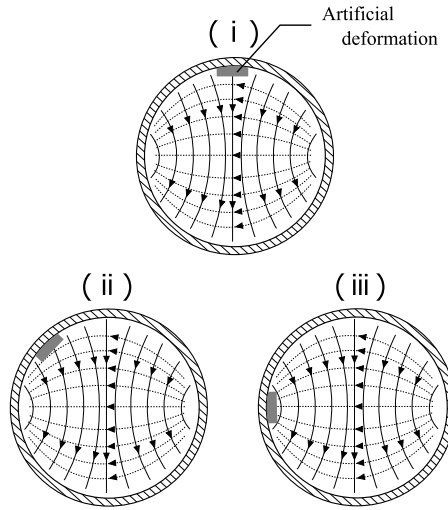 Artificial
deformation
( i )
( ii )
( iii )